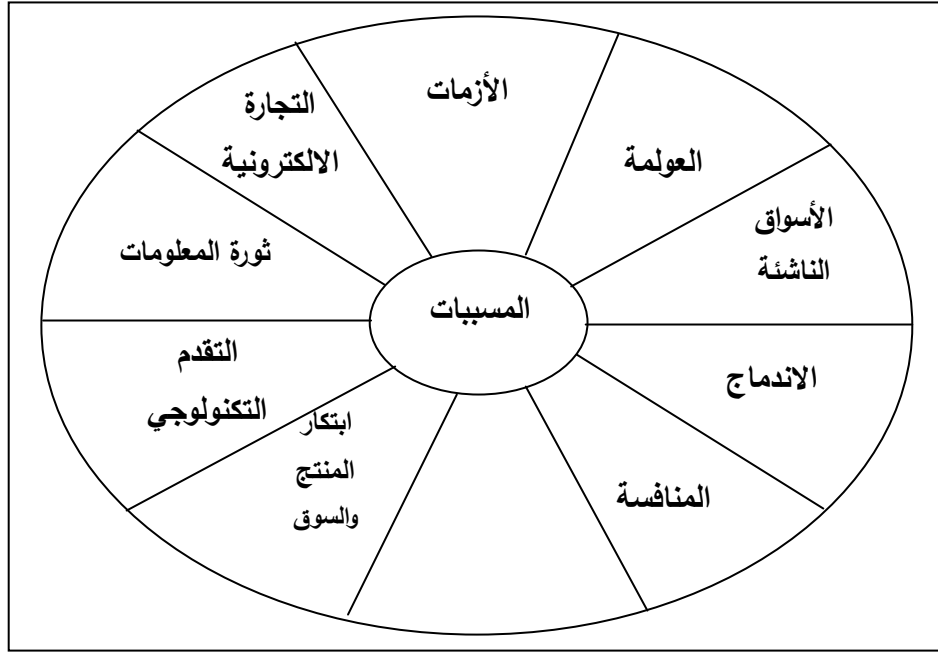 الأزمات
العولمة
الأسواق
الناشئة
الاندماج
المنافسة
ابتكار
المنتج
والسوق
التقدم
التكنولوجي
ثورة المعلومات
التجارة
الالكترونية
المسببات